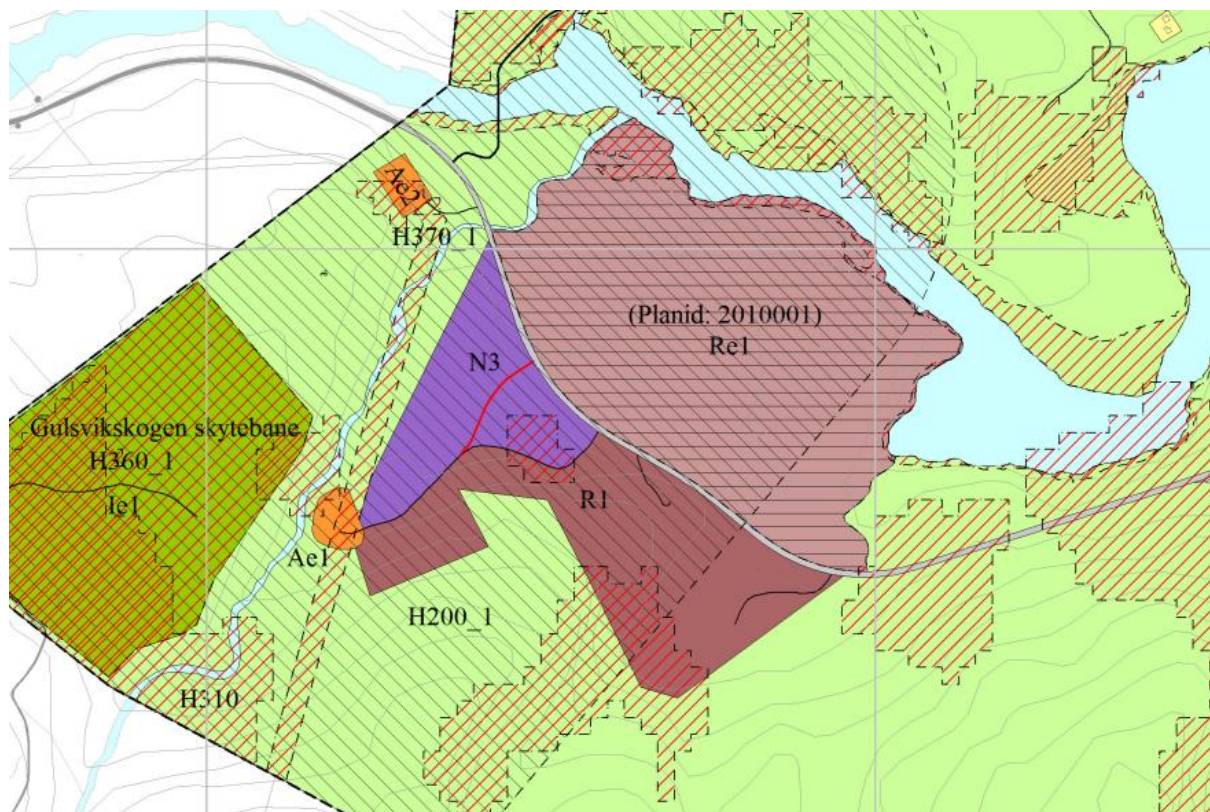 Ae2
H370_1
(Planid: 2010001)
Re1
N3
Gulsvikskogen skytebane
H360_1
Ie1
R1
Ae1
H200_1
H310